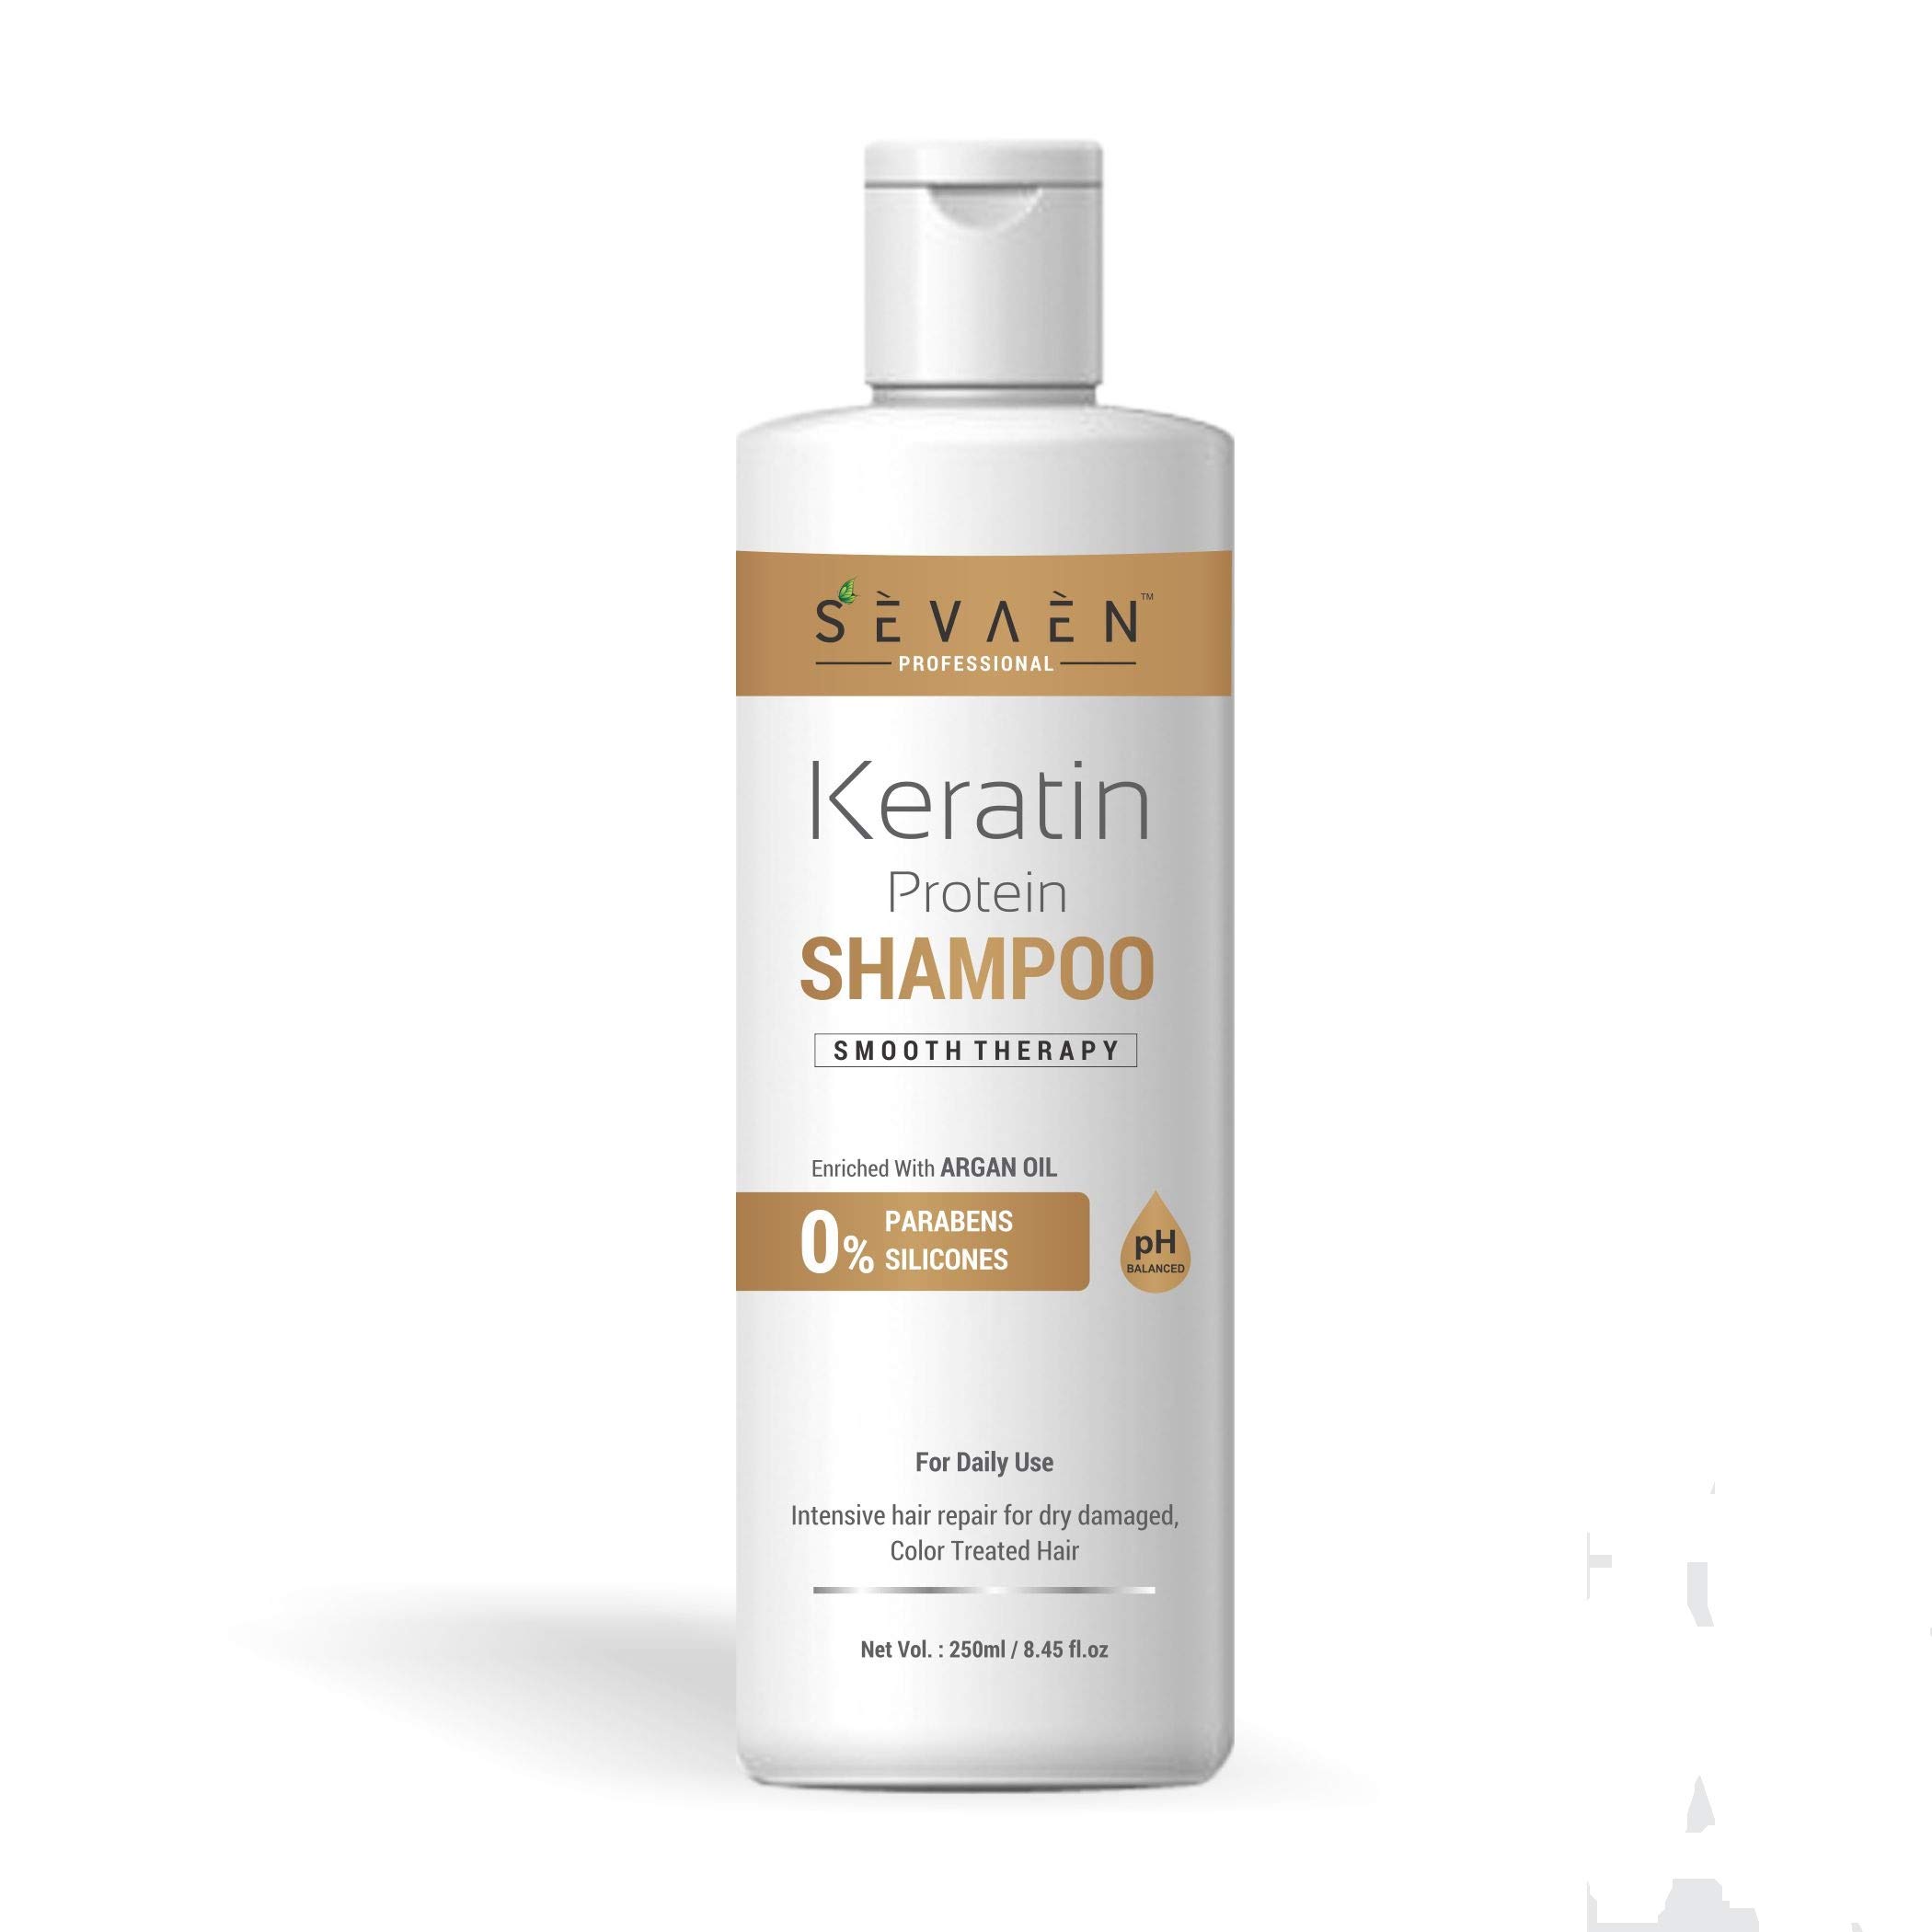 SÈVAÈN™
PROFESSIONAL
Keratin
Protein
SHAMPOO
SMOOTH THERAPY
Enriched With ARGAN OIL
0% PARABENS
SILICONES
pH
BALANCED
For Daily Use
Intensive hair repair for dry damaged,
Color Treated Hair
Net Vol. : 250ml / 8.45 fl.oz